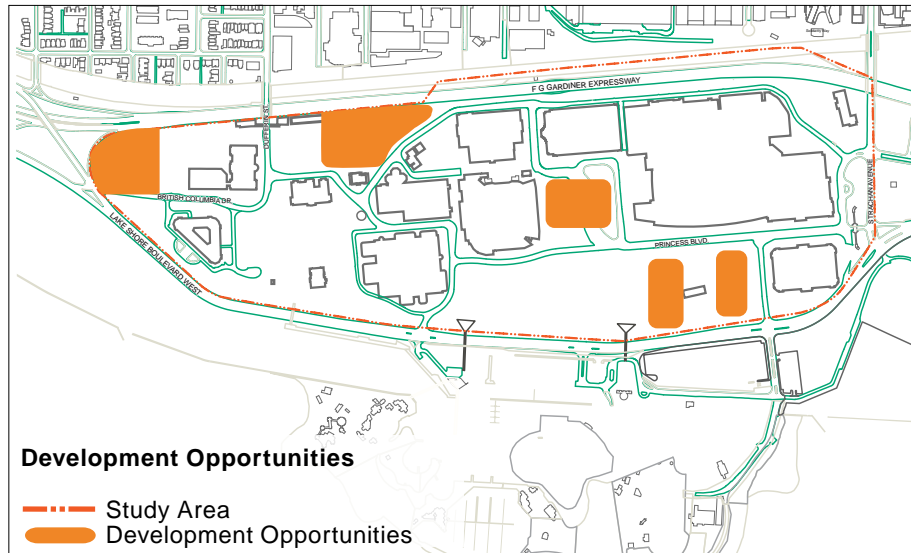 F G GARDINER EXPRESSWAY
DUFFERIN ST.
STRACHAN AVENUE
BRITISH COLUMBIA DR.
LAKE SHORE BOULEVARD WEST
PRINCESS BLVD.
Development Opportunities
Study Area
Development Opportunities